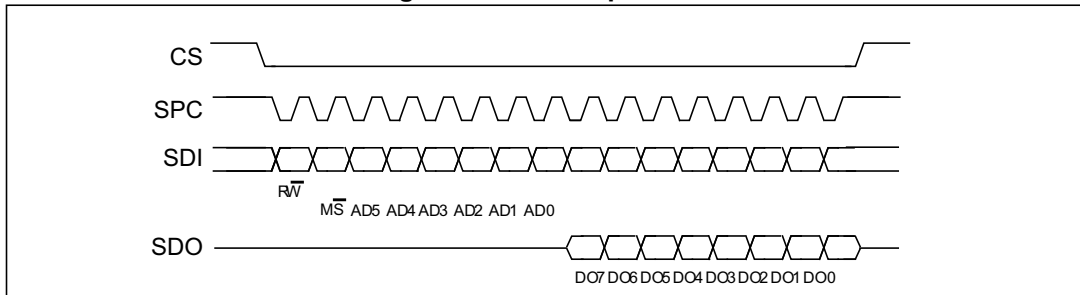 CS
SPC
SDI
RW
MS AD5 AD4 AD3 AD2 AD1 AD0
SDO
DO7 DO6 DO5 DO4 DO3 DO2 DO1 DO0